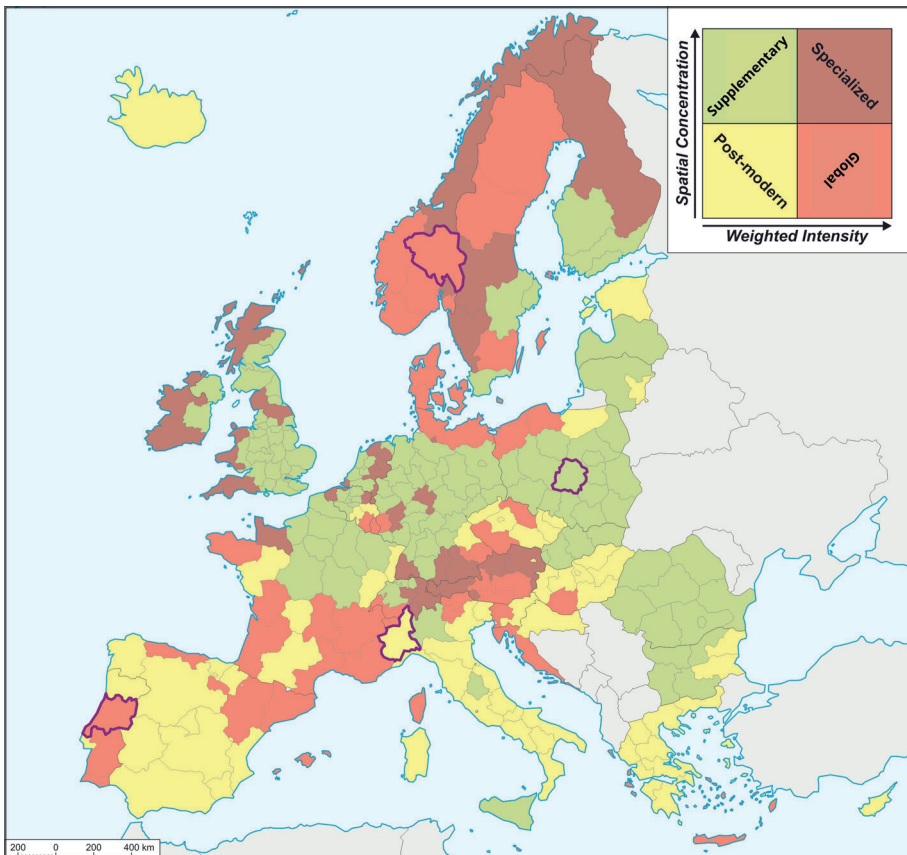 Spatial Concentration
Supplementary
Specialized
Post-modern
Global
Weighted Intensity
200 0 200 400 km